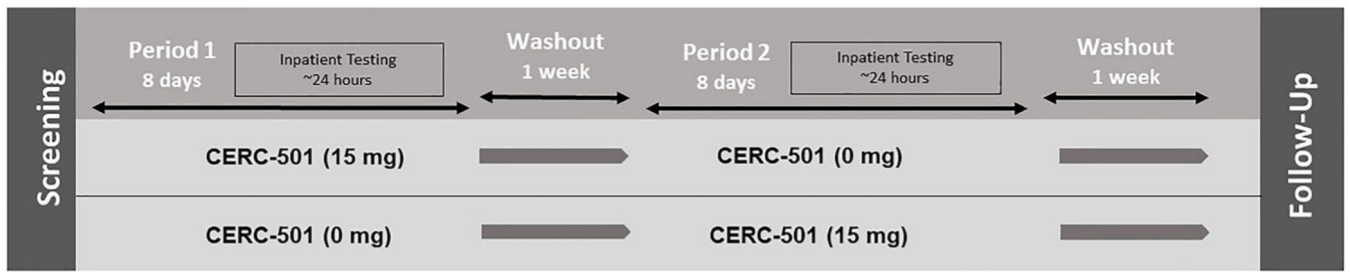 Screening
Period 1
8 days
Inpatient Testing
~24 hours
Washout
1 week
Period 2
8 days
Inpatient Testing
~24 hours
Washout
1 week
CERC-501 (15 mg)
CERC-501 (0 mg)
CERC-501 (0 mg)
CERC-501 (15 mg)
Follow-Up